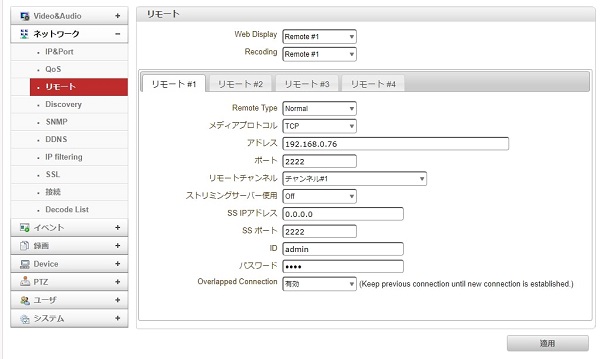 Video&Audio +
ネットワーク −
IP&Port
QoS
リモート
Discovery
SNMP
DDNS
IP filtering
SSL
接続
Decode List
イベント +
録画 +
Device +
PTZ +
ユーザ +
システム +
リモート
Web Display Remote #1
Recoding Remote #1
リモート #1 リモート #2 リモート #3 リモート #4
Remote Type Normal
メディアプロトコル TCP
アドレス 192.168.0.76
ポート 2222
リモートチャンネル チャンネル#1
ストリミングサーバー使用 Off
SS IPアドレス 0.0.0.0
SS ポート 2222
ID admin
パスワード ••••
Overlapped Connection 有効 (Keep previous connection until new connection is established.)
適用